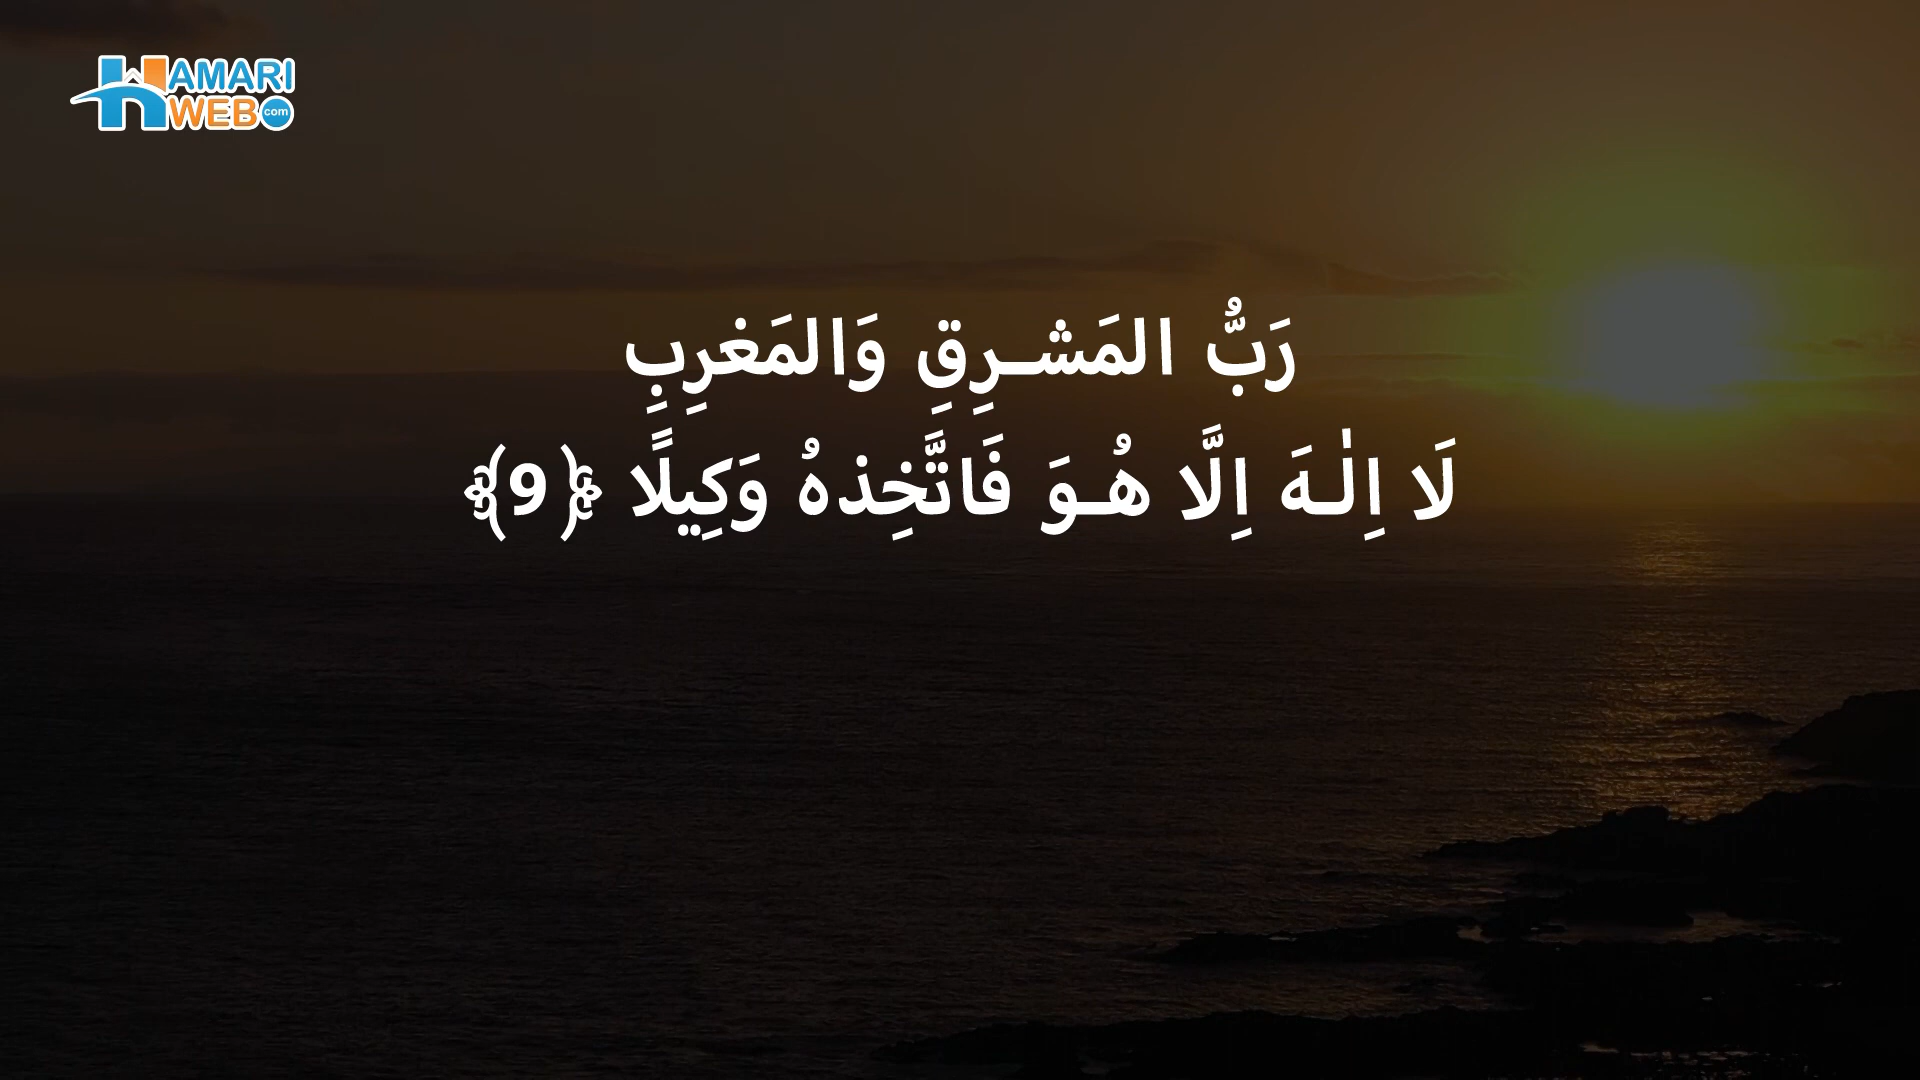 HAMARI
WEB.com
رَبُّ المَشـرِقِ وَالمَغرِبِ
لَا اِلٰـهَ اِلَّا هُـوَ فَاتَّخِذهُ وَكِيلًا ﴿9﴾